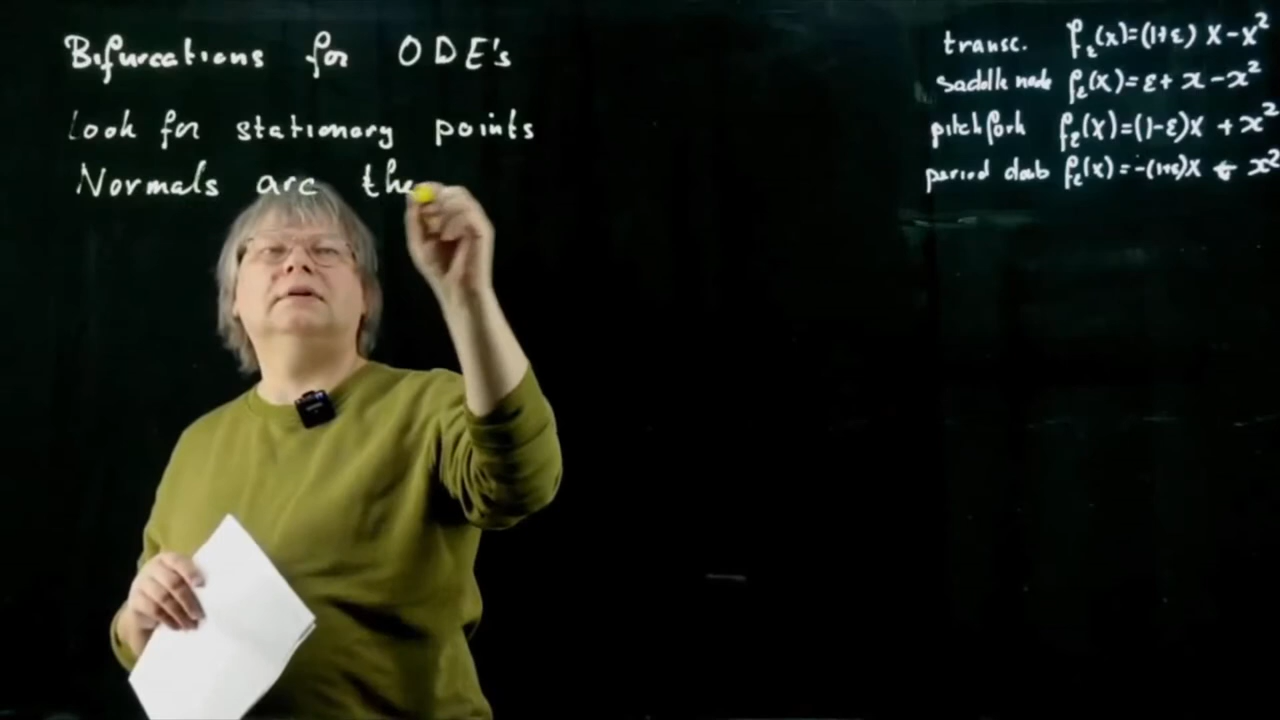 Bifurcations for ODE's
Look for stationary points
Normals are the
transc. f_ε(x)=(1+ε) x-x²
saddle node f_ε(x)=ε+ x -x²
pitchfork f_ε(x)=(1-ε)x +x²
period doub f_ε(x)=-(1+ε)x + x²